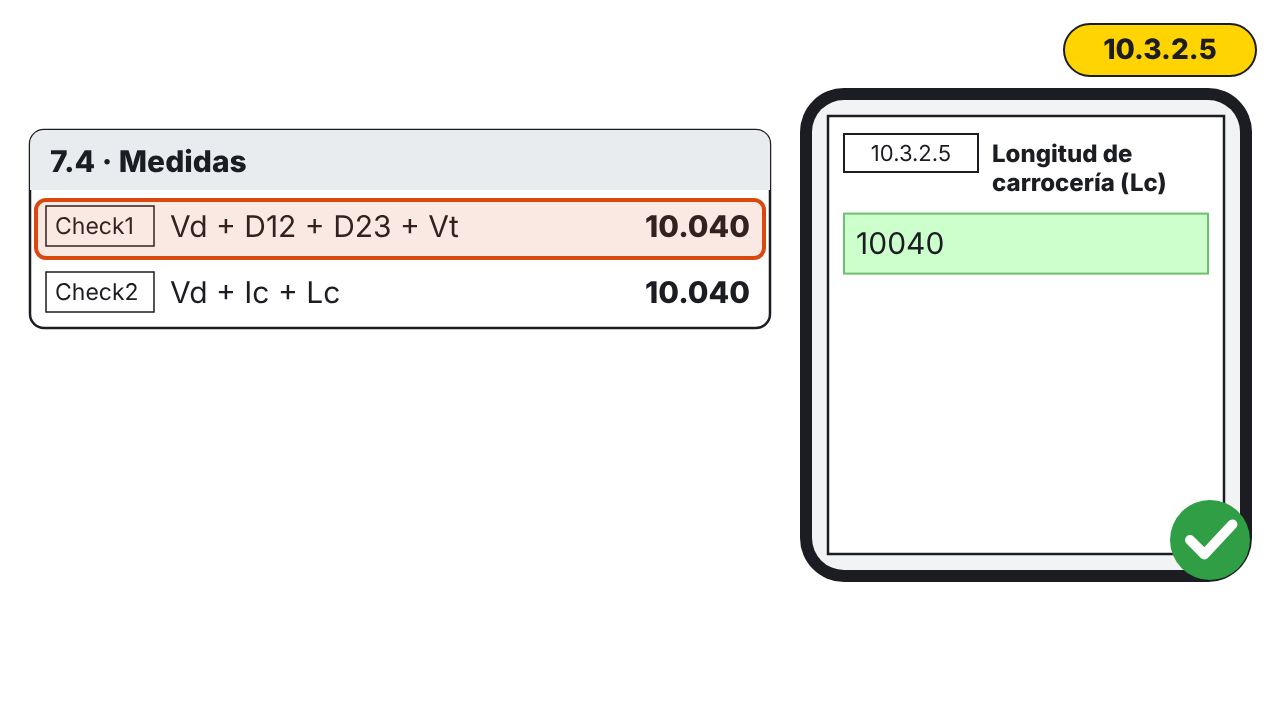 10.3.2.5
7.4 · Medidas
Check1 Vd + D12 + D23 + Vt 10.040
Check2 Vd + Ic + Lc 10.040
10.3.2.5 Longitud de
carrocería (Lc)
10040